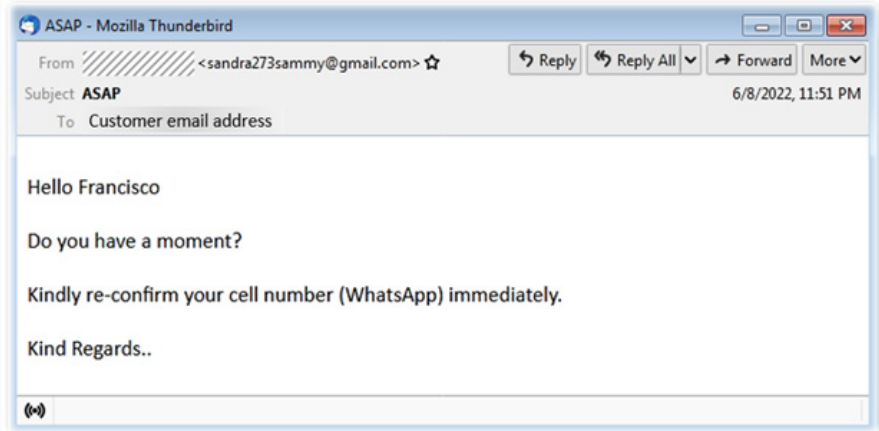 ASAP - Mozilla Thunderbird
From <sandra273sammy@gmail.com> Reply Reply All Forward More
Subject ASAP 6/8/2022, 11:51 PM
To Customer email address
Hello Francisco
Do you have a moment?
Kindly re-confirm your cell number (WhatsApp) immediately.
Kind Regards..